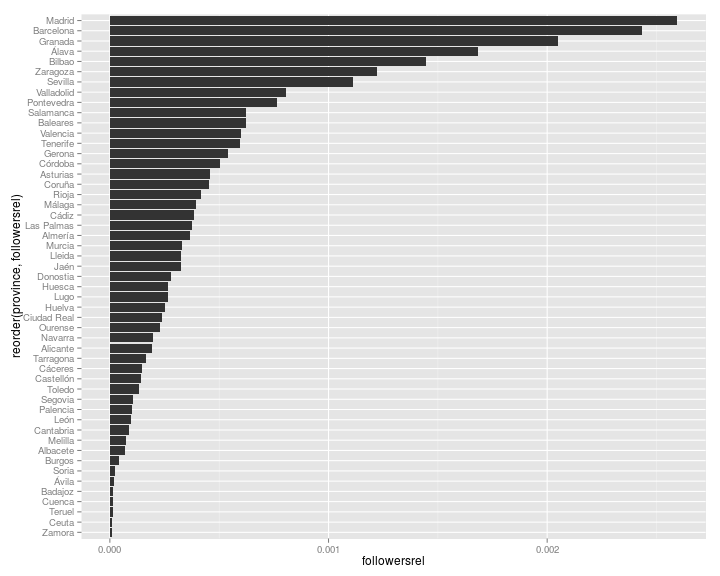 Madrid
Barcelona
Granada
Álava
Bilbao
Zaragoza
Sevilla
Valladolid
Pontevedra
Salamanca
Baleares
Valencia
Tenerife
Gerona
Córdoba
Asturias
Coruña
Rioja
Málaga
Cádiz
Las Palmas
Almería
Murcia
Lleida
Jaén
Donostia
Huesca
Lugo
Huelva
Ciudad Real
Ourense
Navarra
Alicante
Tarragona
Cáceres
Castellón
Toledo
Segovia
Palencia
León
Cantabria
Melilla
Albacete
Burgos
Soria
Ávila
Badajoz
Cuenca
Teruel
Ceuta
Zamora
reorder(province, followersrel)
0.000 0.001 0.002
followersrel